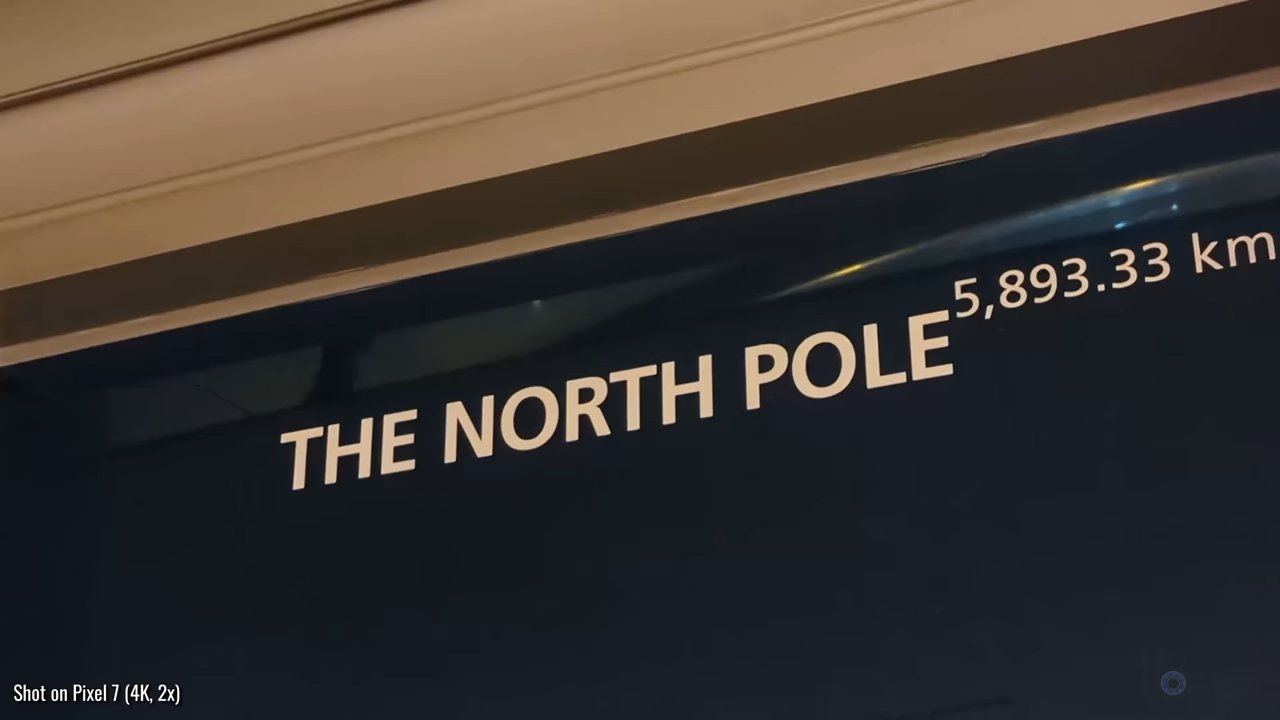 THE NORTH POLE 5,893.33 km
Shot on Pixel 7 (4K, 2x)